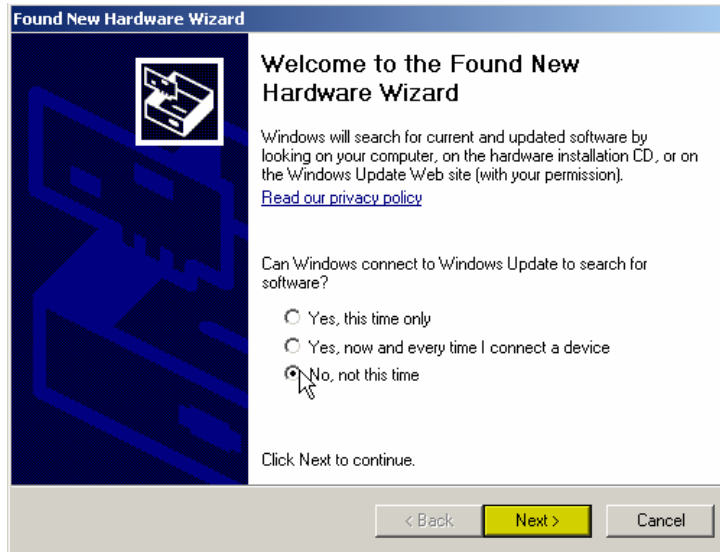 Found New Hardware Wizard
Welcome to the Found New
Hardware Wizard
Windows will search for current and updated software by
looking on your computer, on the hardware installation CD, or on
the Windows Update Web site (with your permission).
Read our privacy policy
Can Windows connect to Windows Update to search for
software?
Yes, this time only
Yes, now and every time I connect a device
No, not this time
Click Next to continue.
< Back
Next >
Cancel